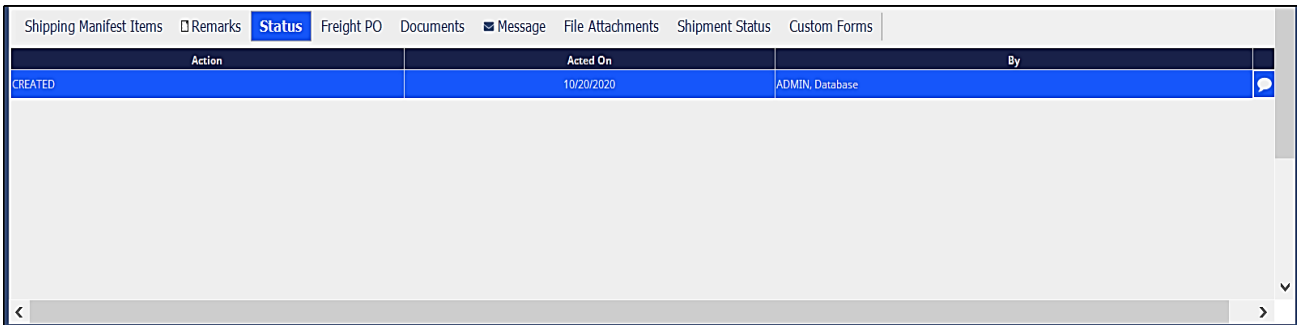 Shipping Manifest Items Remarks Status Freight PO Documents Message File Attachments Shipment Status Custom Forms
Action Acted On By
CREATED 10/20/2020 ADMIN, Database